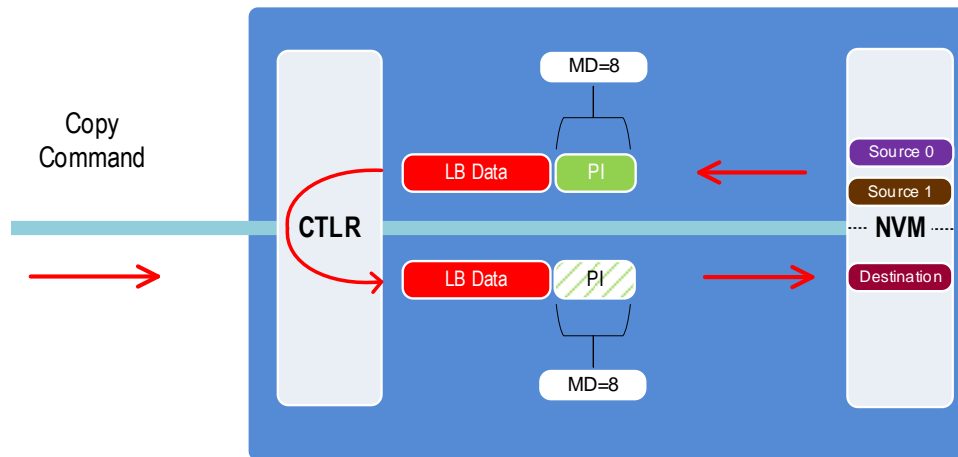 MD=8
Copy
Command
LB Data
PI
Source 0
Source 1
CTLR
NVM
LB Data
PI
Destination
MD=8